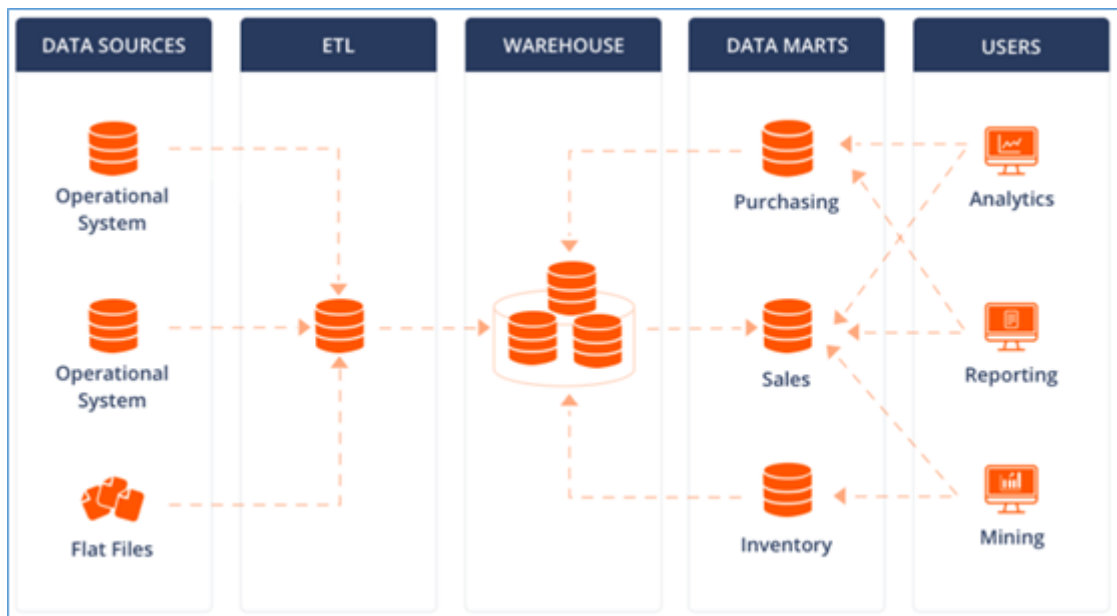 DATA SOURCES
ETL
WAREHOUSE
DATA MARTS
USERS
Operational
System
Purchasing
Analytics
Operational
System
Sales
Reporting
Flat Files
Inventory
Mining